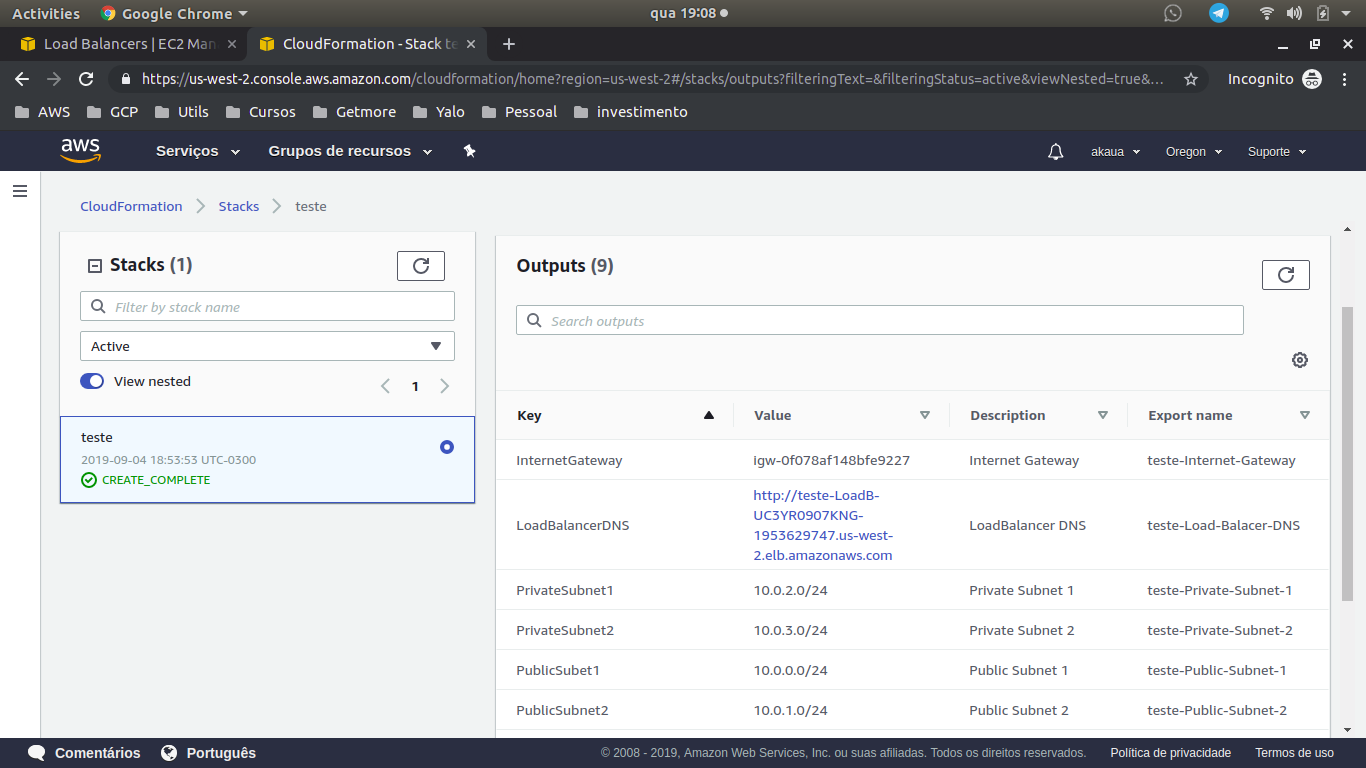 Activities Google Chrome qua 19:08
Load Balancers | EC2 Man CloudFormation - Stack te
https://us-west-2.console.aws.amazon.com/cloudformation/home?region=us-west-2#/stacks/outputs?filteringText=&filteringStatus=active&viewNested=true&... Incognito
AWS GCP Utils Cursos Getmore Yalo Pessoal investimento
aws Serviços Grupos de recursos akaua Oregon Suporte
CloudFormation Stacks teste
Stacks (1)
Filter by stack name
Active
View nested 1
teste
2019-09-04 18:53:53 UTC-0300
CREATE_COMPLETE
Outputs (9)
Search outputs
Key Value Description Export name
InternetGateway igw-0f078af148bfe9227 Internet Gateway teste-Internet-Gateway
http://teste-LoadB-
UC3YR0907KNG-
LoadBalancerDNS LoadBalancer DNS teste-Load-Balacer-DNS
1953629747.us-west-
2.elb.amazonaws.com
PrivateSubnet1 10.0.2.0/24 Private Subnet 1 teste-Private-Subnet-1
PrivateSubnet2 10.0.3.0/24 Private Subnet 2 teste-Private-Subnet-2
PublicSubet1 10.0.0.0/24 Public Subnet 1 teste-Public-Subnet-1
PublicSubnet2 10.0.1.0/24 Public Subnet 2 teste-Public-Subnet-2
Comentários Português © 2008 - 2019, Amazon Web Services, Inc. ou suas afiliadas. Todos os direitos reservados. Política de privacidade Termos de uso